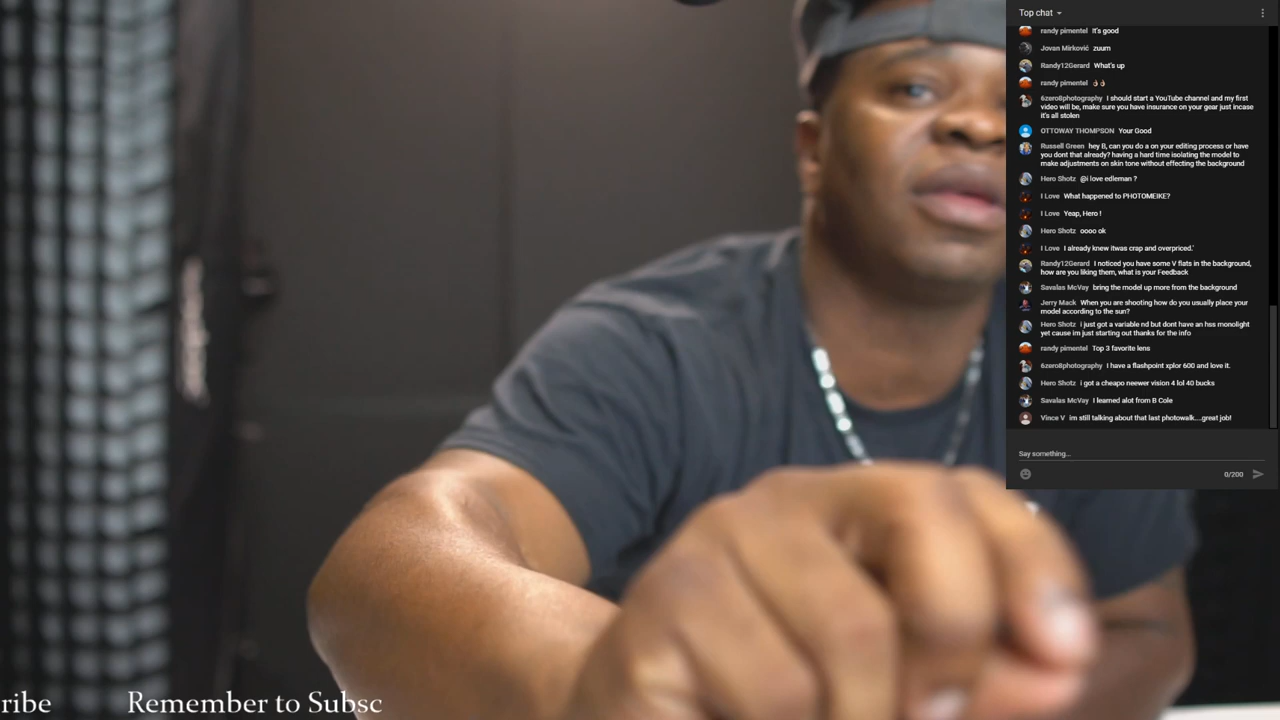 Top chat
randy pimentel It's good
Jovan Mirković zuum
Randy12Gerard What's up
randy pimentel 👌🏾👌🏾
6zero8photography I should start a YouTube channel and my first
video will be, make sure you have insurance on your gear just incase
it's all stolen
OTTOWAY THOMPSON Your Good
Russell Green hey B, can you do a on your editing process or have
you dont that already? having a hard time isolating the model to
make adjustments on skin tone without effecting the background
Hero Shotz @i love edleman ?
I Love What happened to PHOTOMEIKE?
I Love Yeap, Hero !
Hero Shotz oooo ok
I Love I already knew itwas crap and overpriced.'
Randy12Gerard I noticed you have some V flats in the background,
how are you liking them, what is your Feedback
Savalas McVay bring the model up more from the background
Jerry Mack When you are shooting how do you usually place your
model according to the sun?
Hero Shotz i just got a variable nd but dont have an hss monolight
yet cause im just starting out thanks for the info
randy pimentel Top 3 favorite lens
6zero8photography I have a flashpoint xplor 600 and love it.
Hero Shotz i got a cheapo neewer vision 4 lol 40 bucks
Savalas McVay I learned alot from B Cole
Vince V im still talking about that last photowalk....great job!
Say something...
0/200
ribe Remember to Subsc